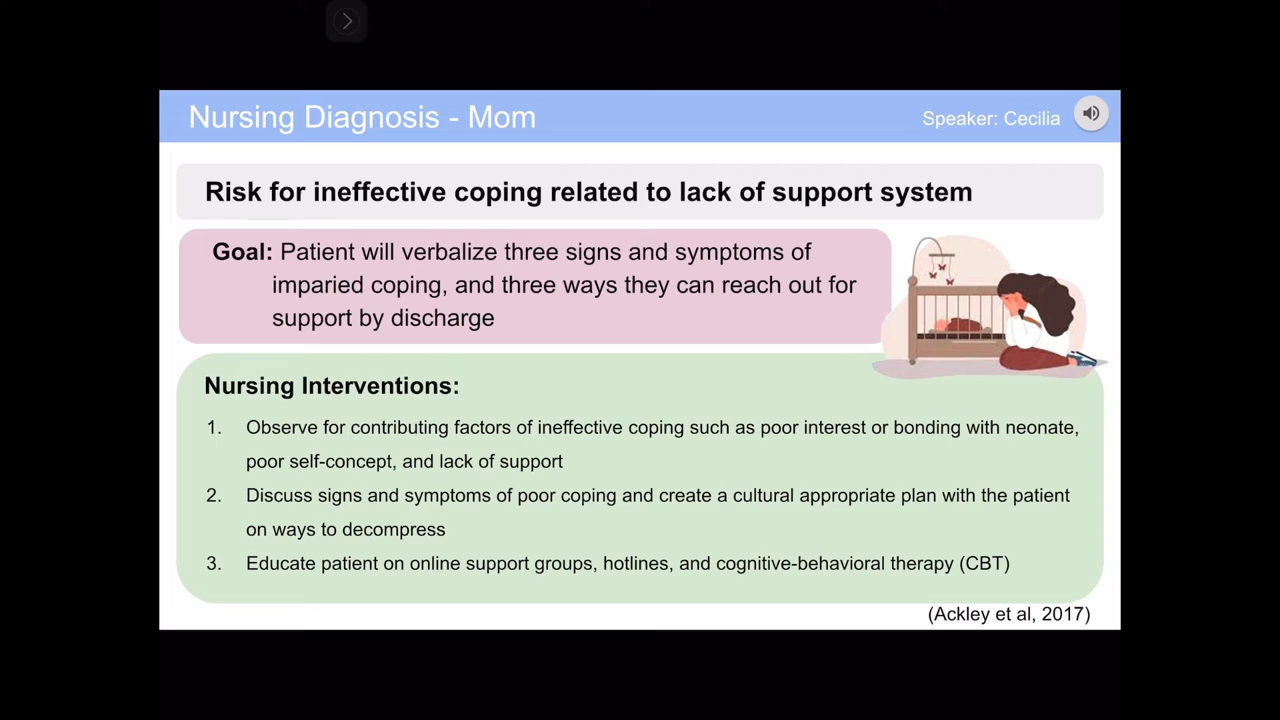 Nursing Diagnosis - Mom
Speaker: Cecilia
Risk for ineffective coping related to lack of support system
Goal: Patient will verbalize three signs and symptoms of
imparied coping, and three ways they can reach out for
support by discharge
Nursing Interventions:
1. Observe for contributing factors of ineffective coping such as poor interest or bonding with neonate,
poor self-concept, and lack of support
2. Discuss signs and symptoms of poor coping and create a cultural appropriate plan with the patient
on ways to decompress
3. Educate patient on online support groups, hotlines, and cognitive-behavioral therapy (CBT)
(Ackley et al, 2017)